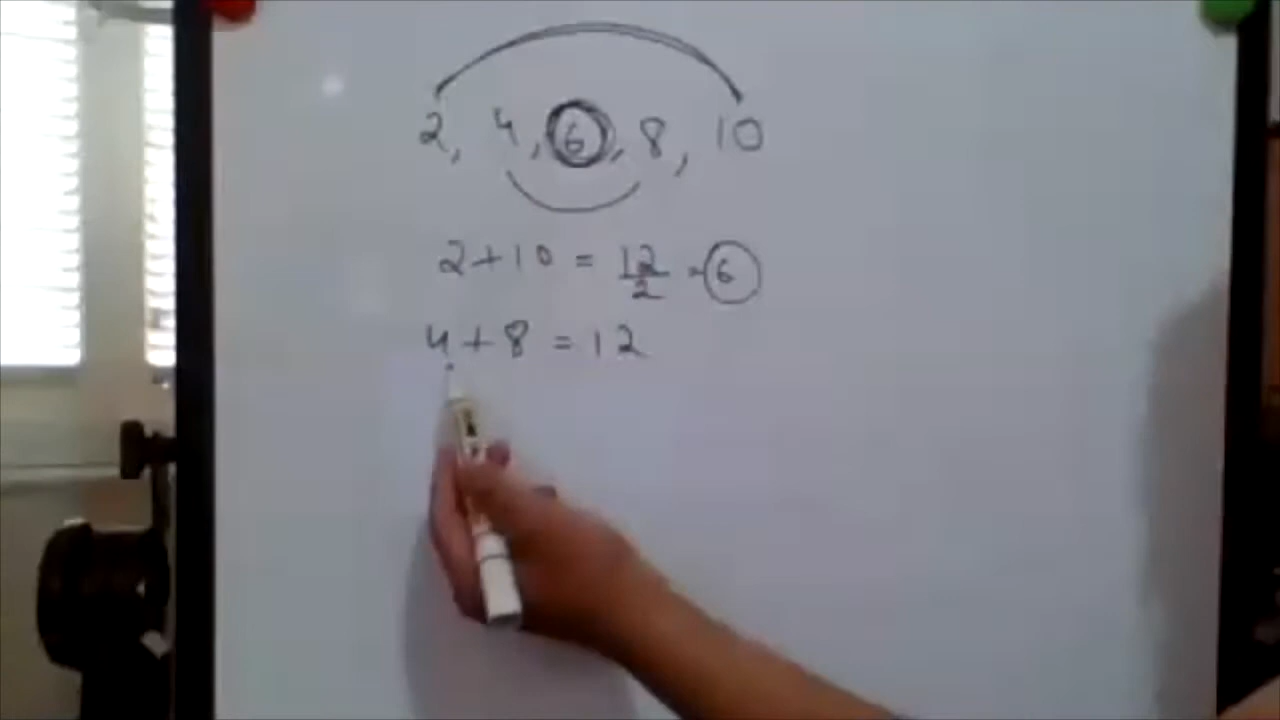 2, 4, 6, 8, 10
2+10 = 12/2 = 6
4+8 = 12